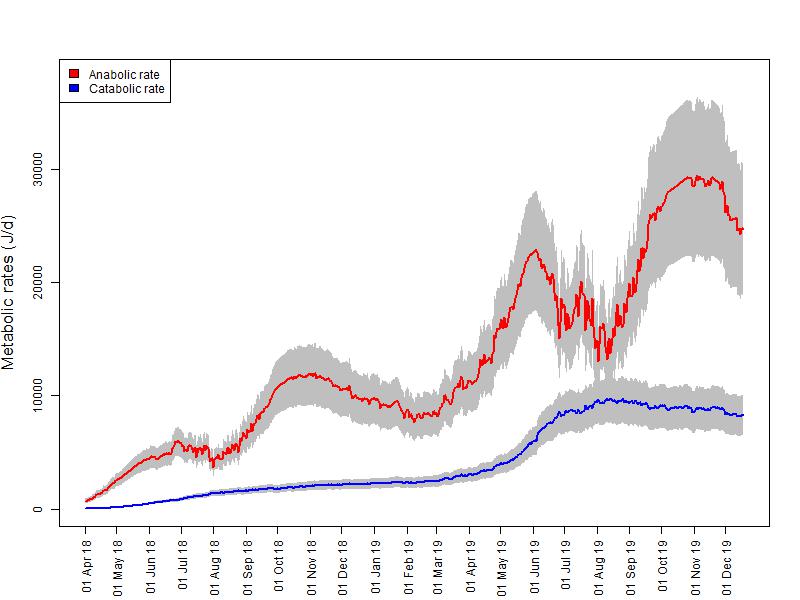 Anabolic rate
Catabolic rate
Metabolic rates (J/d)
30000
20000
10000
0
01 Apr 18
01 May 18
01 Jun 18
01 Jul 18
01 Aug 18
01 Sep 18
01 Oct 18
01 Nov 18
01 Dec 18
01 Jan 19
01 Feb 19
01 Mar 19
01 Apr 19
01 May 19
01 Jun 19
01 Jul 19
01 Aug 19
01 Sep 19
01 Oct 19
01 Nov 19
01 Dec 19